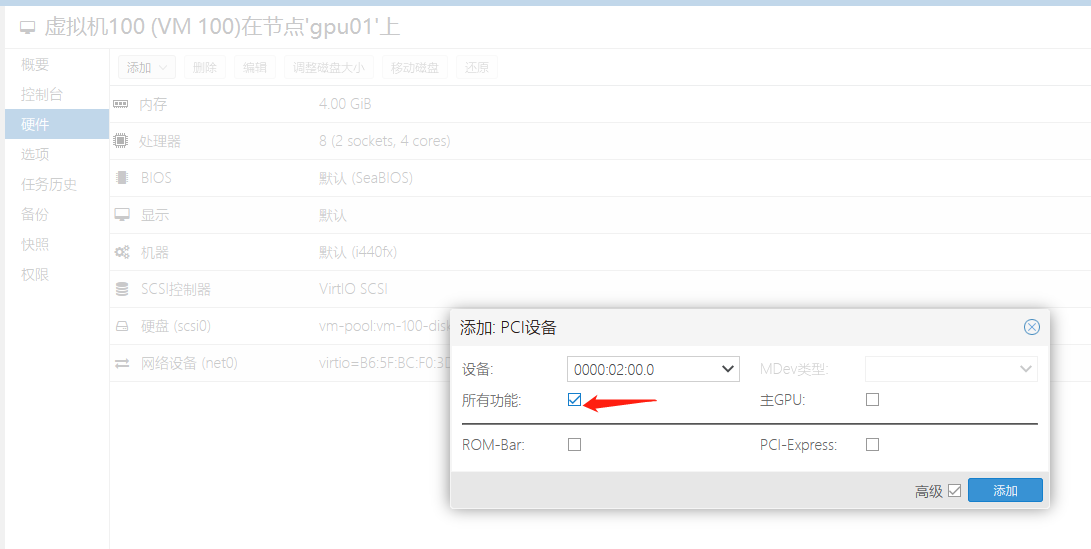 虚拟机100 (VM 100)在节点'gpu01'上
概要
控制台
硬件
选项
任务历史
备份
快照
权限
添加 删除 编辑 调整磁盘大小 移动磁盘 还原
内存 4.00 GiB
处理器 8 (2 sockets, 4 cores)
BIOS 默认 (SeaBIOS)
显示 默认
机器 默认 (i440fx)
SCSI控制器 VirtIO SCSI
硬盘 (scsi0) vm-pool:vm-100-disk
网络设备 (net0) virtio=B6:5F:BC:F0:3D
添加: PCI设备
设备: 0000:02:00.0 MDev类型:
所有功能: 主GPU:
ROM-Bar: PCI-Express:
高级 添加